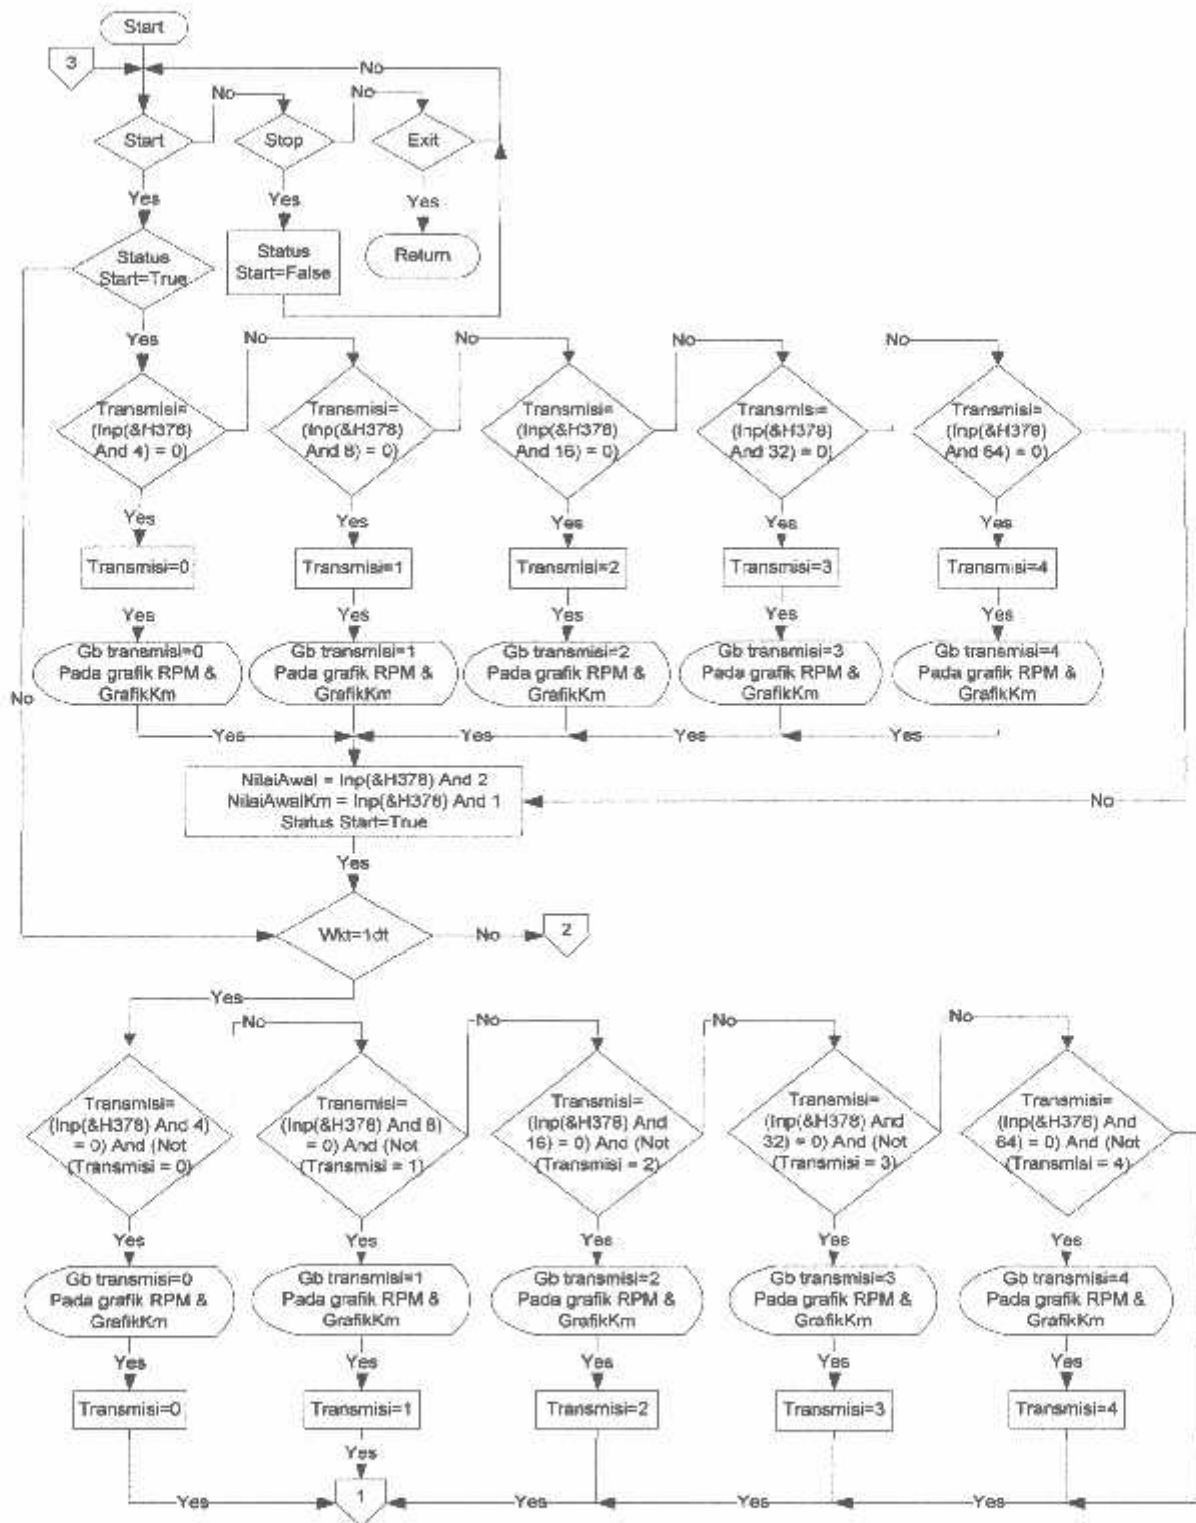 Start
3
No
No
No
Start
Stop
Exit
Yes
Yes
Yes
Status
Start=True
Status
Start=False
Return
Yes
No
No
No
No
Transmisi=
(Inp(&H378)
And 4) = 0)
Transmisi=
(Inp(&H378)
And 8) = 0)
Transmisi=
(Inp(&H378)
And 16) = 0)
Transmisi=
(Inp(&H378)
And 32) = 0)
Transmisi=
(Inp(&H378)
And 64) = 0)
Yes
Yes
Yes
Yes
Yes
Transmisi=0
Transmisi=1
Transmisi=2
Transmisi=3
Transmisi=4
Yes
Yes
Yes
Yes
Yes
Gb transmisi=0
Pada grafik RPM &
GrafikKm
Gb transmisi=1
Pada grafik RPM &
GrafikKm
Gb transmisi=2
Pada grafik RPM &
GrafikKm
Gb transmisi=3
Pada grafik RPM &
GrafikKm
Gb transmisi=4
Pada grafik RPM &
GrafikKm
No
Yes
Yes
Yes
Yes
NilaiAwal = Inp(&H378) And 2
NilaiAwalKm = Inp(&H378) And 1
Status Start=True
No
Yes
Wkt=1dt
No
2
Yes
No
No
No
No
Transmisi=
(Inp(&H378) And 4)
= 0) And (Not
(Transmisi = 0)
Transmisi=
(Inp(&H378) And 8)
= 0) And (Not
(Transmisi = 1)
Transmisi=
(Inp(&H378) And
16) = 0) And (Not
(Transmisi = 2)
Transmisi=
(Inp(&H378) And
32) = 0) And (Not
(Transmisi = 3)
Transmisi=
(Inp(&H378) And
64) = 0) And (Not
(Transmisi = 4)
Yes
Yes
Yes
Yes
Yes
Gb transmisi=0
Pada grafik RPM &
GrafikKm
Gb transmisi=1
Pada grafik RPM &
GrafikKm
Gb transmisi=2
Pada grafik RPM &
GrafikKm
Gb transmisi=3
Pada grafik RPM &
GrafikKm
Gb transmisi=4
Pada grafik RPM &
GrafikKm
Yes
Yes
Yes
Yes
Yes
Transmisi=0
Transmisi=1
Transmisi=2
Transmisi=3
Transmisi=4
Yes
1
Yes
Yes
Yes
Yes